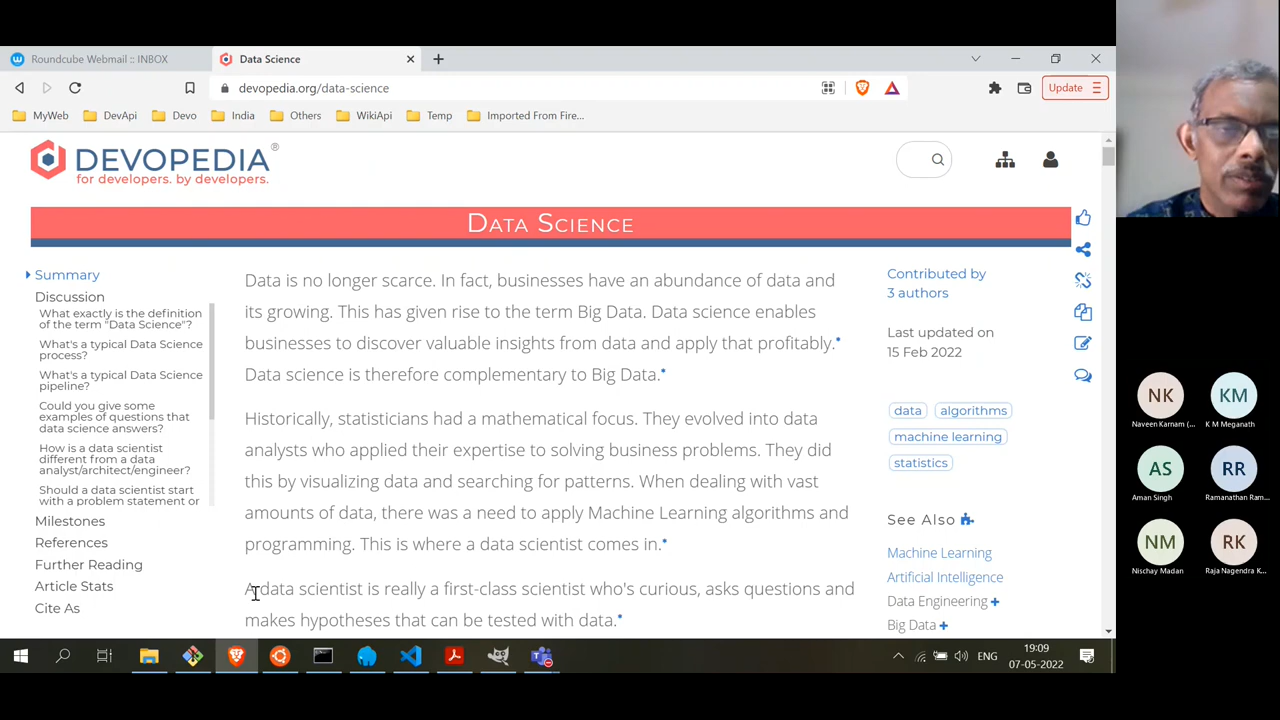 Roundcube Webmail :: INBOX
Data Science
devopedia.org/data-science
Update
MyWeb
DevApi
Devo
India
Others
WikiApi
Temp
Imported From Fire...
DEVOPEDIA®
for developers. by developers.
Data Science
Summary
Discussion
What exactly is the definition
of the term "Data Science"?
What's a typical Data Science
process?
What's a typical Data Science
pipeline?
Could you give some
examples of questions that
data science answers?
How is a data scientist
different from a data
analyst/architect/engineer?
Should a data scientist start
with a problem statement or
Milestones
References
Further Reading
Article Stats
Cite As
Data is no longer scarce. In fact, businesses have an abundance of data and
its growing. This has given rise to the term Big Data. Data science enables
businesses to discover valuable insights from data and apply that profitably.*
Data science is therefore complementary to Big Data.*
Historically, statisticians had a mathematical focus. They evolved into data
analysts who applied their expertise to solving business problems. They did
this by visualizing data and searching for patterns. When dealing with vast
amounts of data, there was a need to apply Machine Learning algorithms and
programming. This is where a data scientist comes in.*
A data scientist is really a first-class scientist who's curious, asks questions and
makes hypotheses that can be tested with data.*
Contributed by
3 authors
Last updated on
15 Feb 2022
data
algorithms
machine learning
statistics
See Also
Machine Learning
Artificial Intelligence
Data Engineering +
Big Data +
NK
Naveen Karnam (...
KM
K M Meganath
AS
Aman Singh
RR
Ramanathan Ram...
NM
Nischay Madan
RK
Raja Nagendra K...
ENG
19:09
07-05-2022